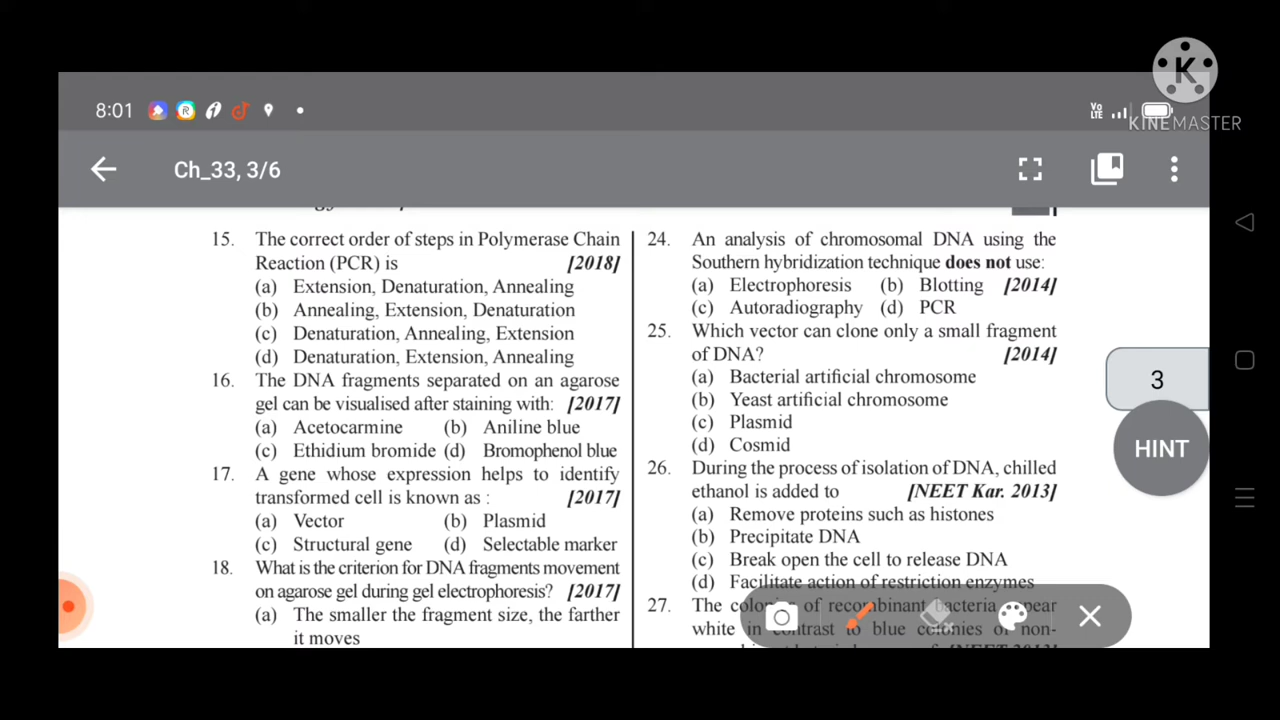 8:01
Vo
LTE
KINEMASTER
Ch_33, 3/6
15. The correct order of steps in Polymerase Chain
Reaction (PCR) is [2018]
(a) Extension, Denaturation, Annealing
(b) Annealing, Extension, Denaturation
(c) Denaturation, Annealing, Extension
(d) Denaturation, Extension, Annealing
16. The DNA fragments separated on an agarose
gel can be visualised after staining with: [2017]
(a) Acetocarmine (b) Aniline blue
(c) Ethidium bromide (d) Bromophenol blue
17. A gene whose expression helps to identify
transformed cell is known as : [2017]
(a) Vector (b) Plasmid
(c) Structural gene (d) Selectable marker
18. What is the criterion for DNA fragments movement
on agarose gel during gel electrophoresis? [2017]
(a) The smaller the fragment size, the farther
it moves
24. An analysis of chromosomal DNA using the
Southern hybridization technique does not use:
(a) Electrophoresis (b) Blotting [2014]
(c) Autoradiography (d) PCR
25. Which vector can clone only a small fragment
of DNA? [2014]
(a) Bacterial artificial chromosome
(b) Yeast artificial chromosome
(c) Plasmid
(d) Cosmid
26. During the process of isolation of DNA, chilled
ethanol is added to [NEET Kar. 2013]
(a) Remove proteins such as histones
(b) Precipitate DNA
(c) Break open the cell to release DNA
(d) Facilitate action of restriction enzymes
27. The of recombinant bacteria
white in contrast to blue colonies of non-
3
HINT